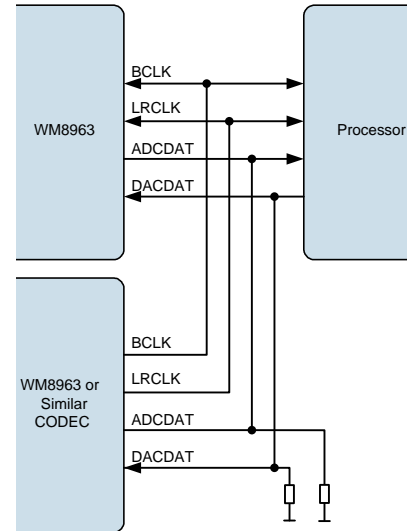 BCLK
LRCLK
WM8963
Processor
ADCDAT
DACDAT
BCLK
LRCLK
WM8963 or
Similar
CODEC
ADCDAT
DACDAT